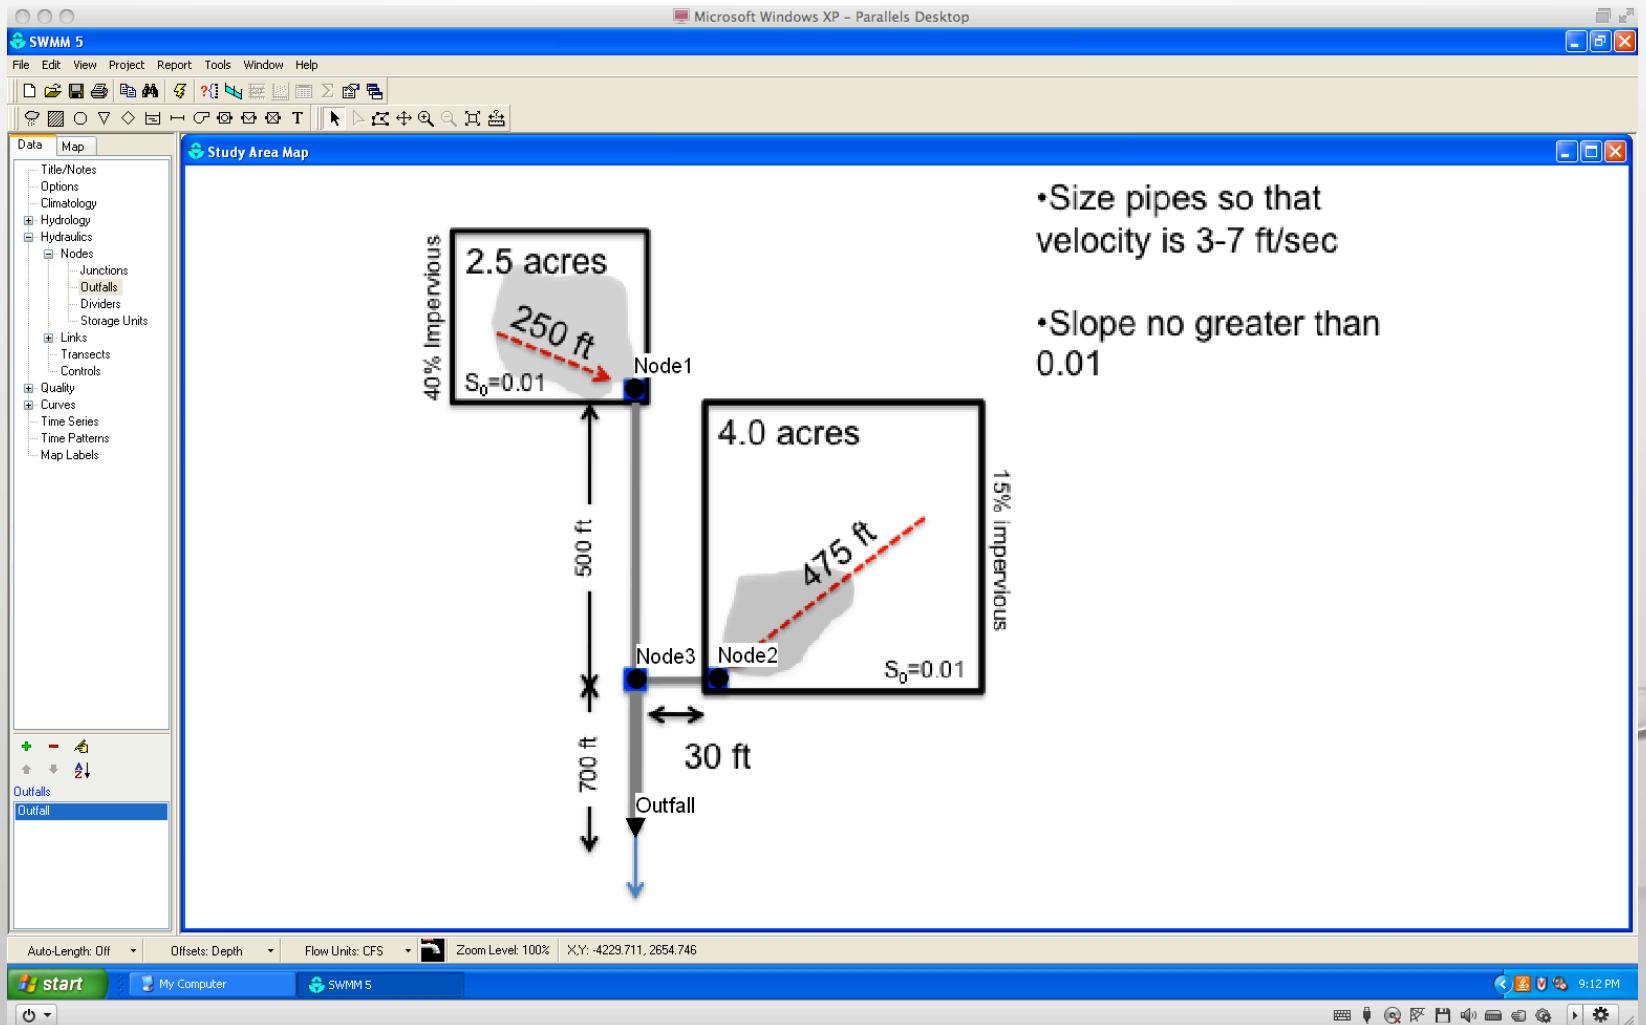 Microsoft Windows XP - Parallels Desktop
SWMM 5
File Edit View Project Report Tools Window Help
Data Map
Title/Notes
Options
Climatology
Hydrology
Hydraulics
Nodes
Junctions
Outfalls
Dividers
Storage Units
Links
Transects
Controls
Quality
Curves
Time Series
Time Patterns
Map Labels
Outfalls
Outfall
Study Area Map
•Size pipes so that
velocity is 3-7 ft/sec
•Slope no greater than
0.01
40% Impervious
2.5 acres
250 ft
S0=0.01
Node1
500 ft
4.0 acres
475 ft
15% impervious
S0=0.01
Node3
Node2
30 ft
700 ft
Outfall
Auto-Length: Off Offsets: Depth Flow Units: CFS Zoom Level: 100% X,Y: -4229.711, 2654.746
start My Computer SWMM 5 9:12 PM